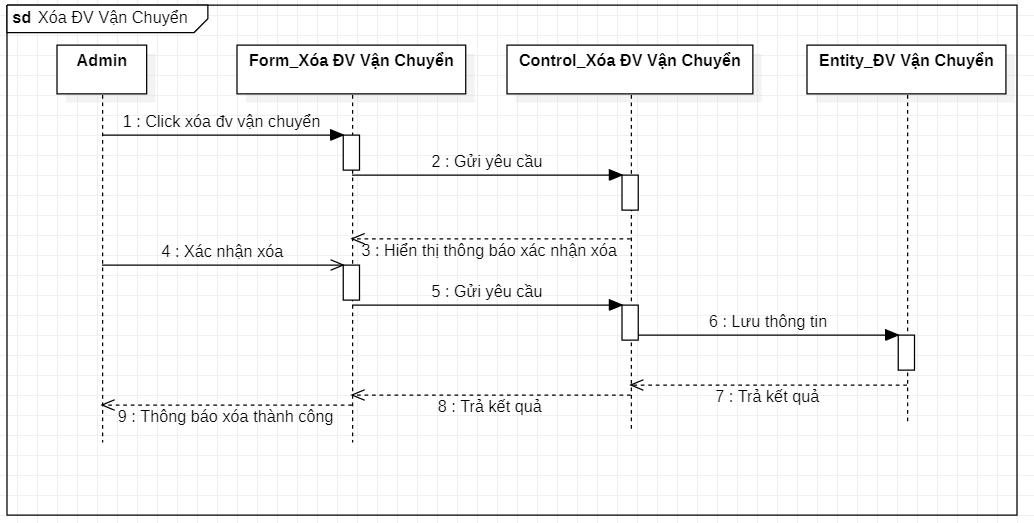 sd Xóa ĐV Vận Chuyển
Admin
Form_Xóa ĐV Vận Chuyển
Control_Xóa ĐV Vận Chuyển
Entity_ĐV Vận Chuyển
1 : Click xóa đv vận chuyển
2 : Gửi yêu cầu
3 : Hiển thị thông báo xác nhận xóa
4 : Xác nhận xóa
5 : Gửi yêu cầu
6 : Lưu thông tin
7 : Trả kết quả
8 : Trả kết quả
9 : Thông báo xóa thành công